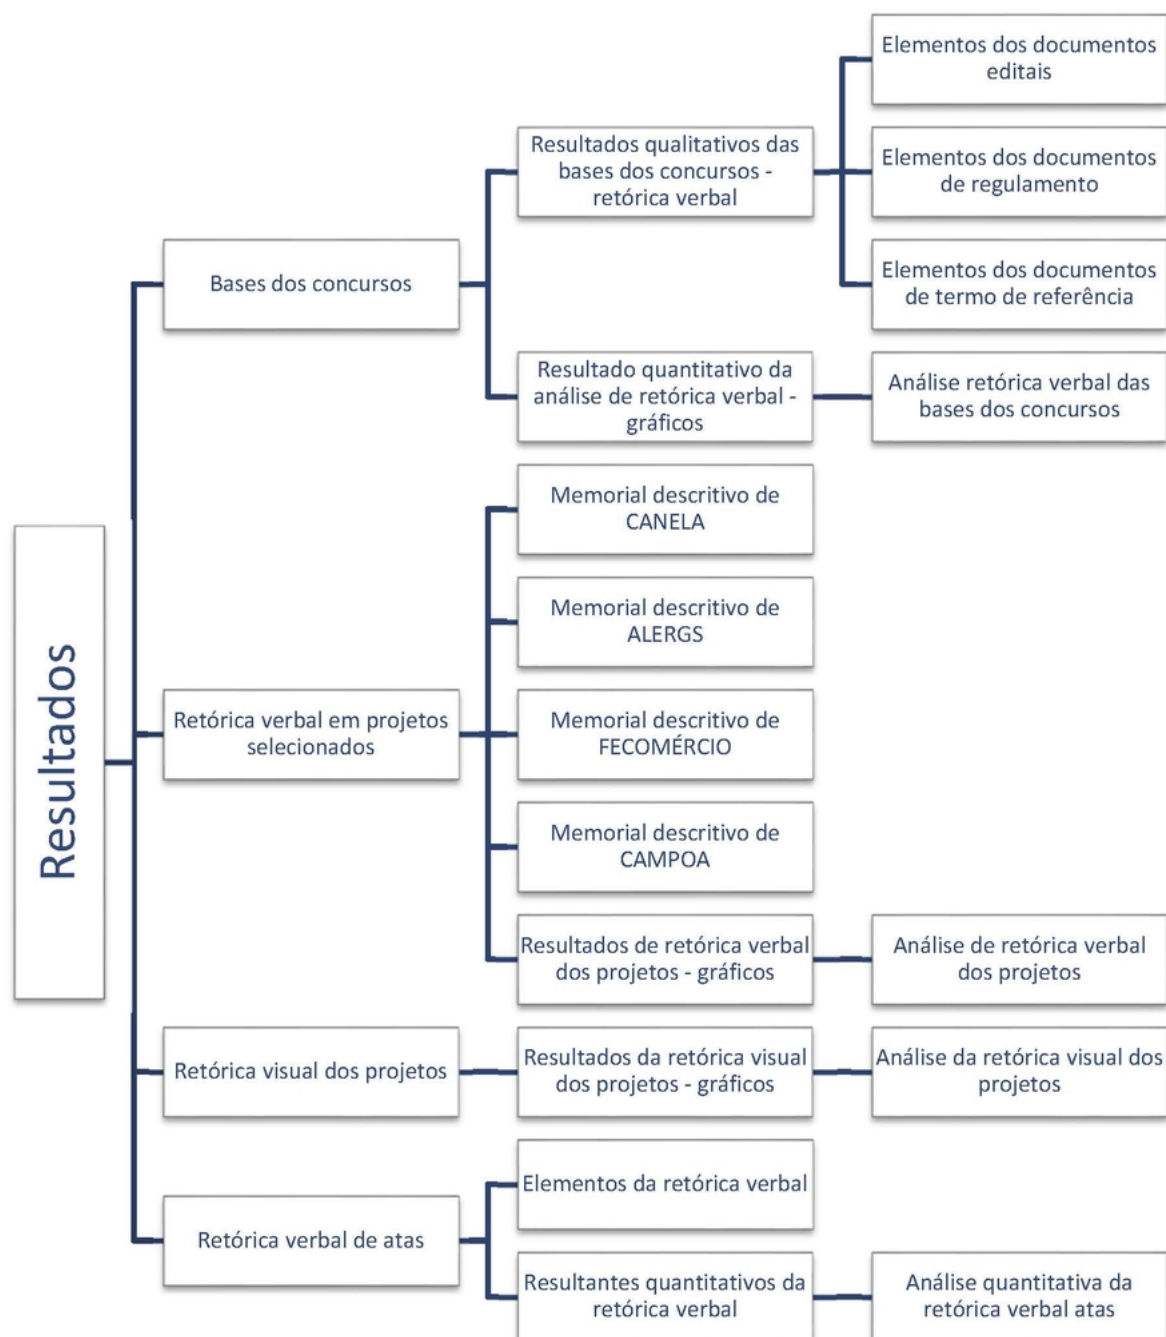 Resultados
Bases dos concursos
Resultados qualitativos das
bases dos concursos -
retórica verbal
Elementos dos documentos
editais
Elementos dos documentos
de regulamento
Elementos dos documentos
de termo de referência
Resultado quantitativo da
análise de retórica verbal -
gráficos
Análise retórica verbal das
bases dos concursos
Retórica verbal em projetos
selecionados
Memorial descritivo de
CANELA
Memorial descritivo de
ALERGS
Memorial descritivo de
FECOMÉRCIO
Memorial descritivo de
CAMPOA
Resultados de retórica verbal
dos projetos - gráficos
Análise de retórica verbal
dos projetos
Retórica visual dos projetos
Resultados da retórica visual
dos projetos - gráficos
Análise da retórica visual dos
projetos
Retórica verbal de atas
Elementos da retórica verbal
Resultantes quantitativos da
retórica verbal
Análise quantitativa da
retórica verbal atas